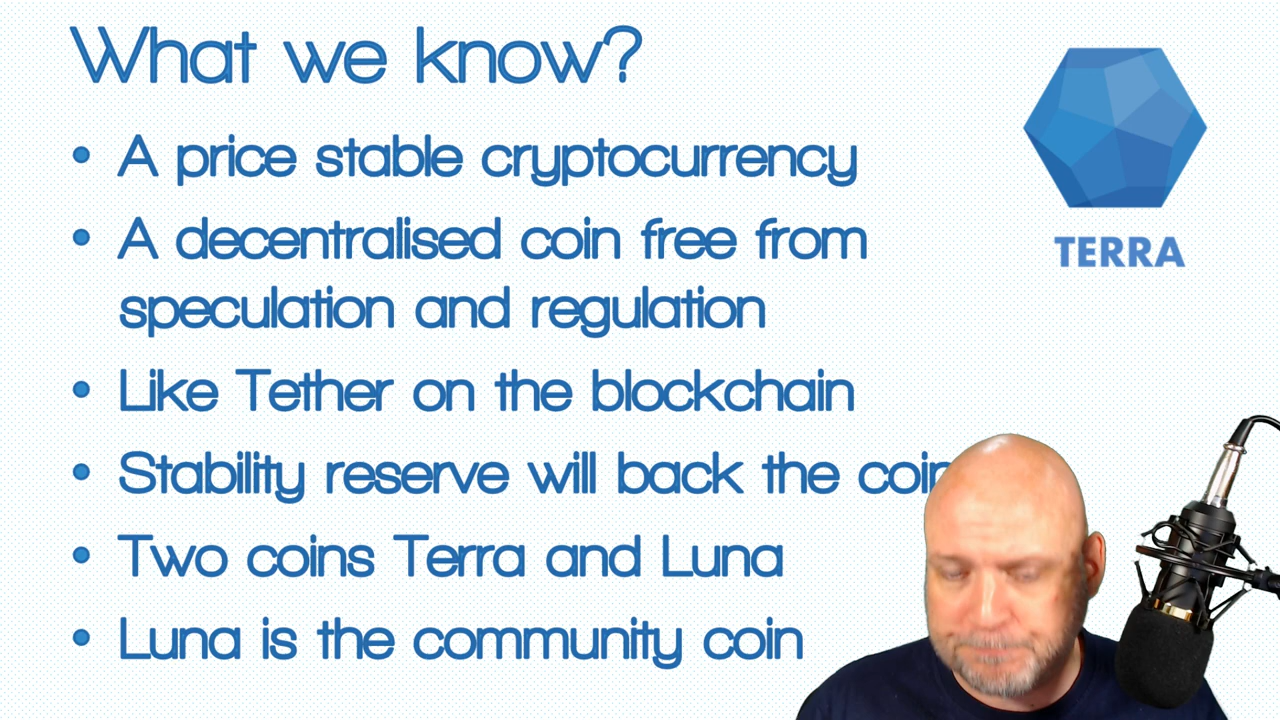 What we know?
TERRA
• A price stable cryptocurrency
• A decentralised coin free from
speculation and regulation
• Like Tether on the blockchain
• Stability reserve will back the coin
• Two coins Terra and Luna
• Luna is the community coin